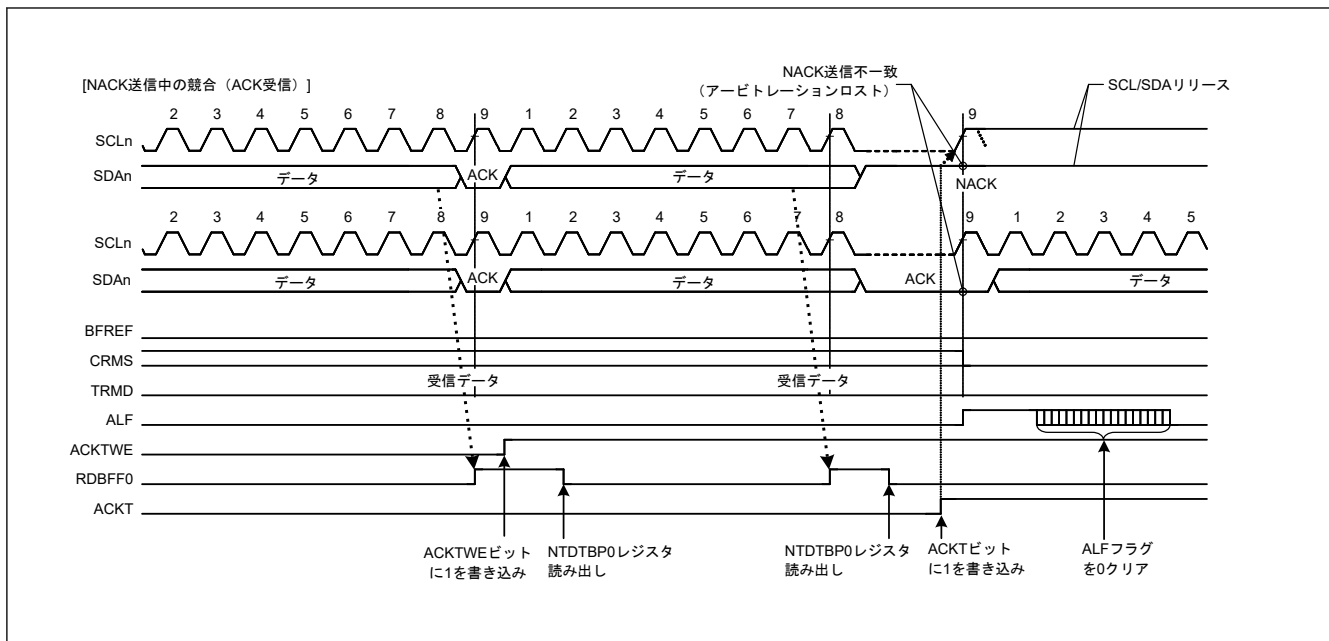 [NACK送信中の競合（ACK受信）]
NACK送信不一致
（アービトレーションロスト）
SCL/SDAリリース
2 3 4 5 6 7 8 9 1 2 3 4 5 6 7 8 9
SCLn
SDAn データ ACK データ NACK
2 3 4 5 6 7 8 9 1 2 3 4 5 6 7 8 9 1 2 3 4 5
SCLn
SDAn データ ACK データ ACK データ
BFREF
CRMS
受信データ 受信データ
TRMD
ALF
ACKTWE
RDBFF0
ACKT
ACKTWEビット
に1を書き込み
NTDTBP0レジスタ
読み出し
NTDTBP0レジスタ
読み出し
ACKTビット
に1を書き込み
ALFフラグ
を0クリア